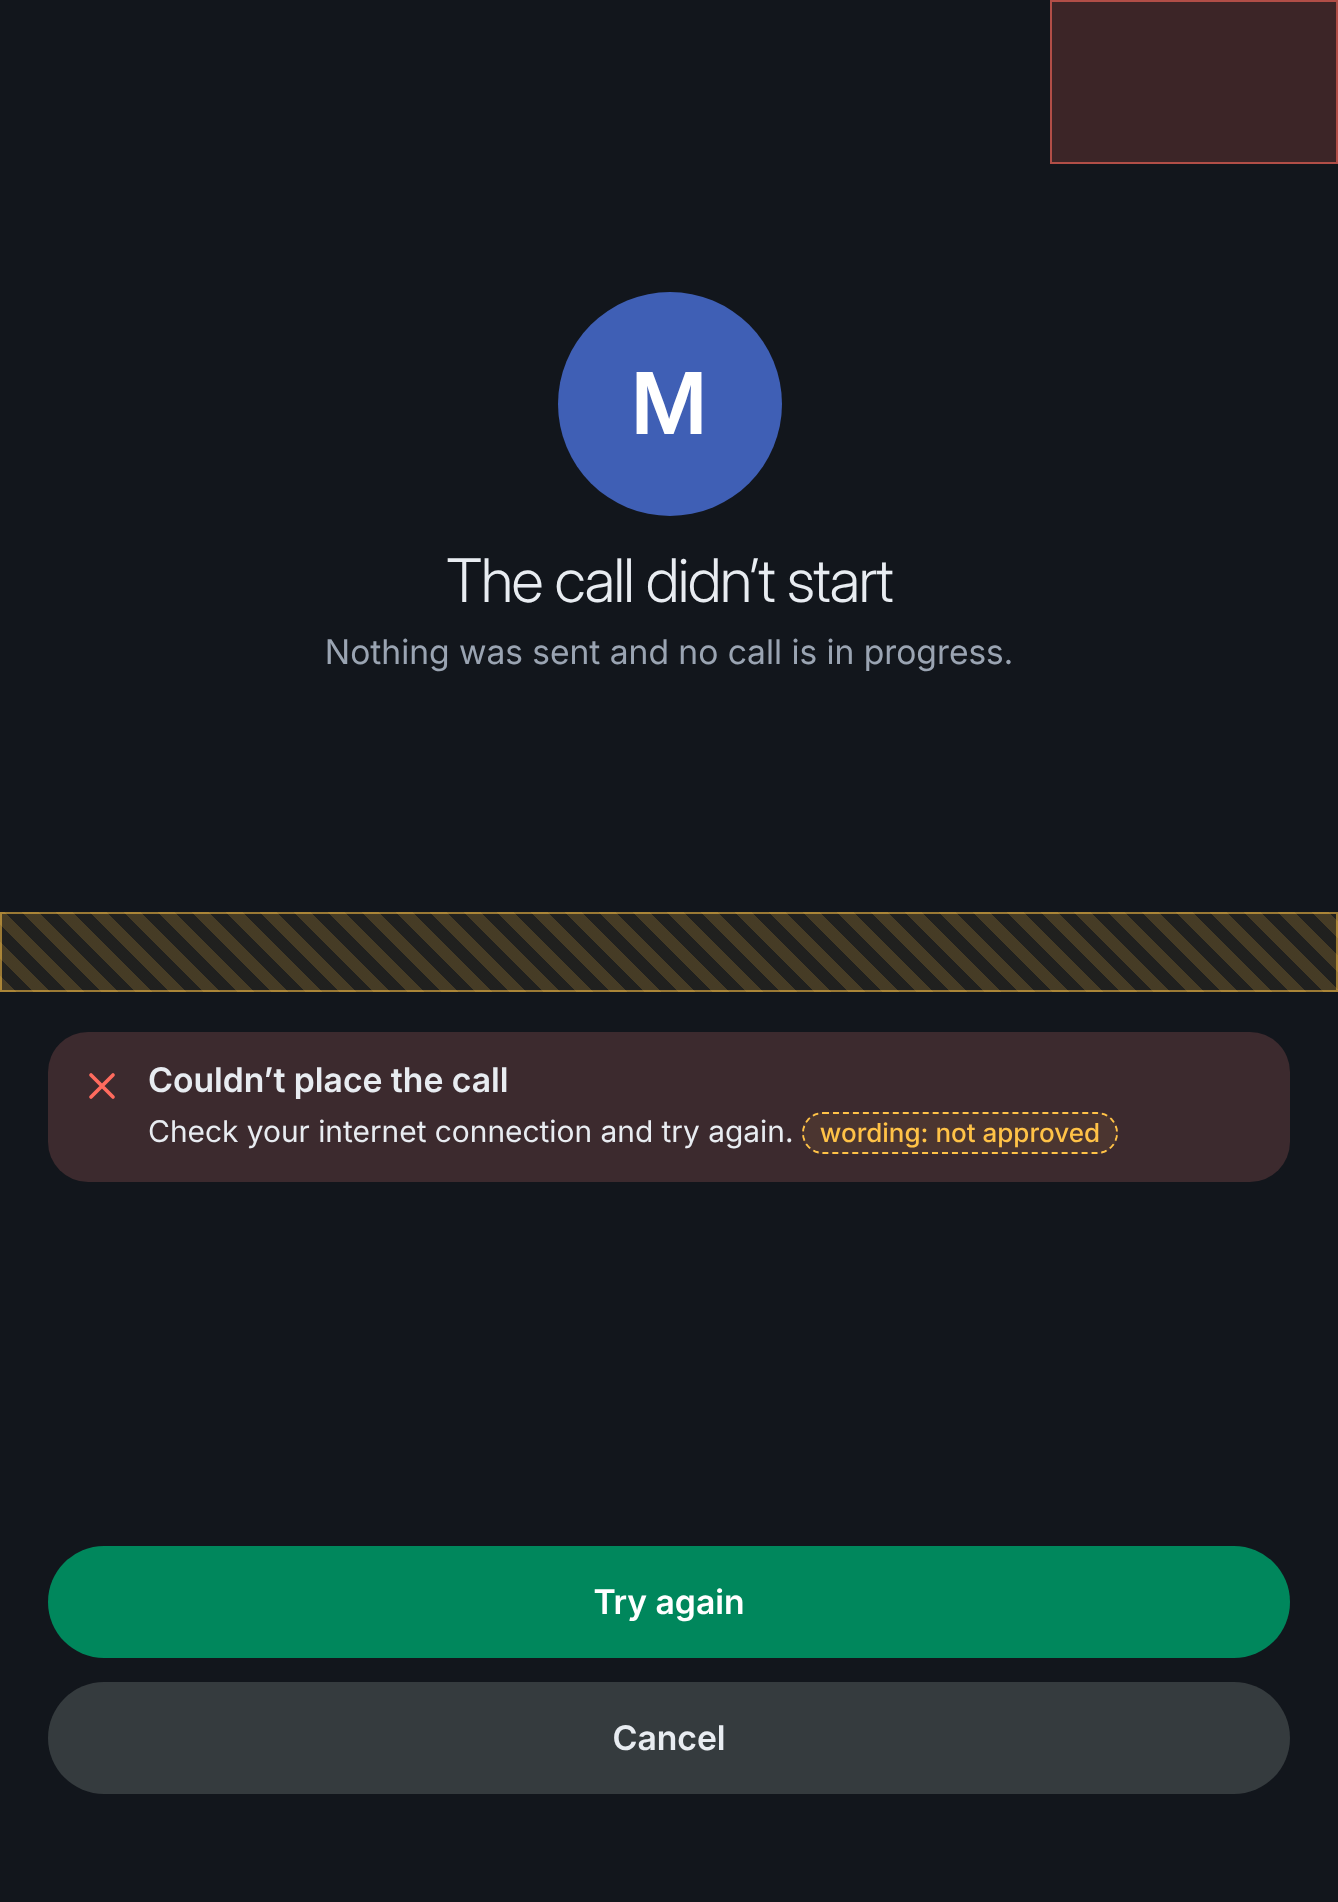 M
The call didn’t start
Nothing was sent and no call is in progress.
Couldn’t place the call
Check your internet connection and try again. wording: not approved
Try again
Cancel